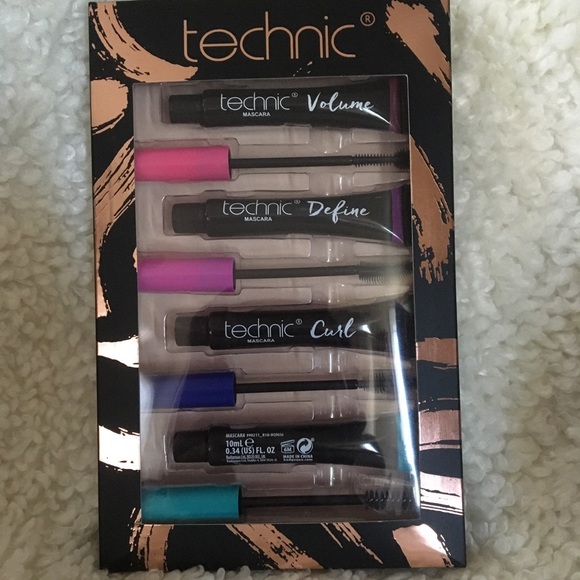 technic®
technic® Volume
MASCARA
technic® Define
MASCARA
technic® Curl
MASCARA
MASCARA
10mL e
0.34 (US) FL. OZ
6M
MADE IN CHINA